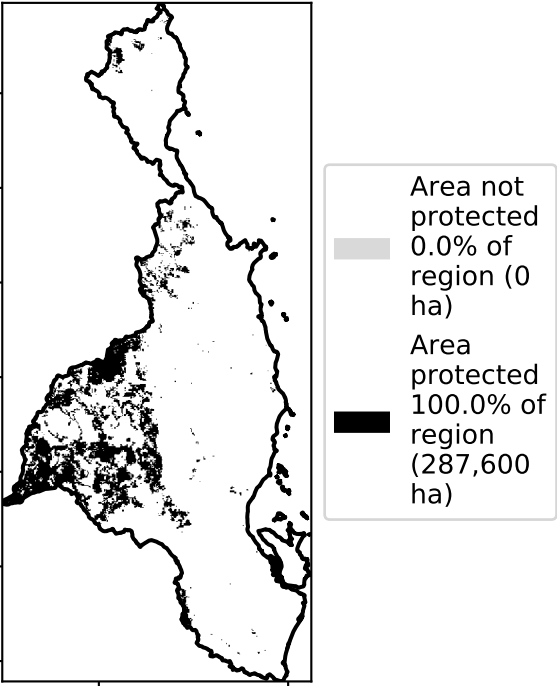 Area not
protected
0.0% of
region (0
ha)
Area
protected
100.0% of
region
(287,600
ha)